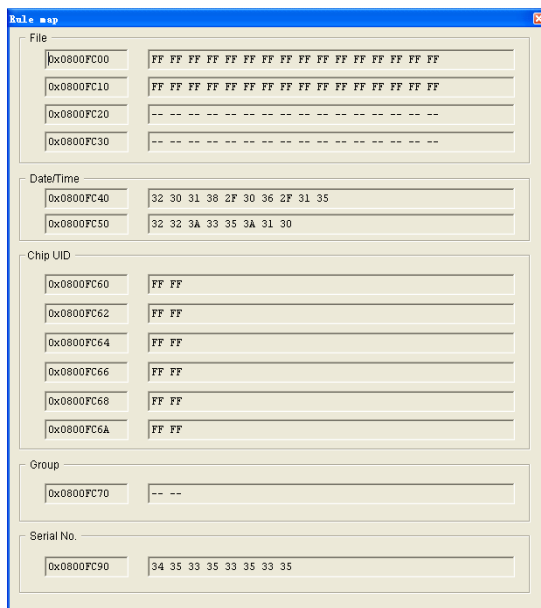 Rule map
File
0x0800FC00 FF FF FF FF FF FF FF FF FF FF FF FF FF FF FF FF
0x0800FC10 FF FF FF FF FF FF FF FF FF FF FF FF FF FF FF FF
0x0800FC20 -- -- -- -- -- -- -- -- -- -- -- -- -- -- -- --
0x0800FC30 -- -- -- -- -- -- -- -- -- -- -- -- -- -- -- --
Date/Time
0x0800FC40 32 30 31 38 2F 30 36 2F 31 35
0x0800FC50 32 32 3A 33 35 3A 31 30
Chip UID
0x0800FC60 FF FF
0x0800FC62 FF FF
0x0800FC64 FF FF
0x0800FC66 FF FF
0x0800FC68 FF FF
0x0800FC6A FF FF
Group
0x0800FC70 -- --
Serial No.
0x0800FC90 34 35 33 35 33 35 33 35